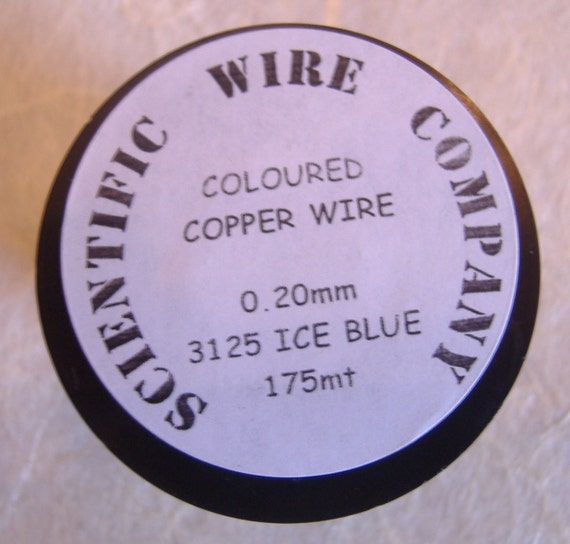 SCIENTIFIC WIRE COMPANY
COLOURED
COPPER WIRE
0.20mm
3125 ICE BLUE
175mt